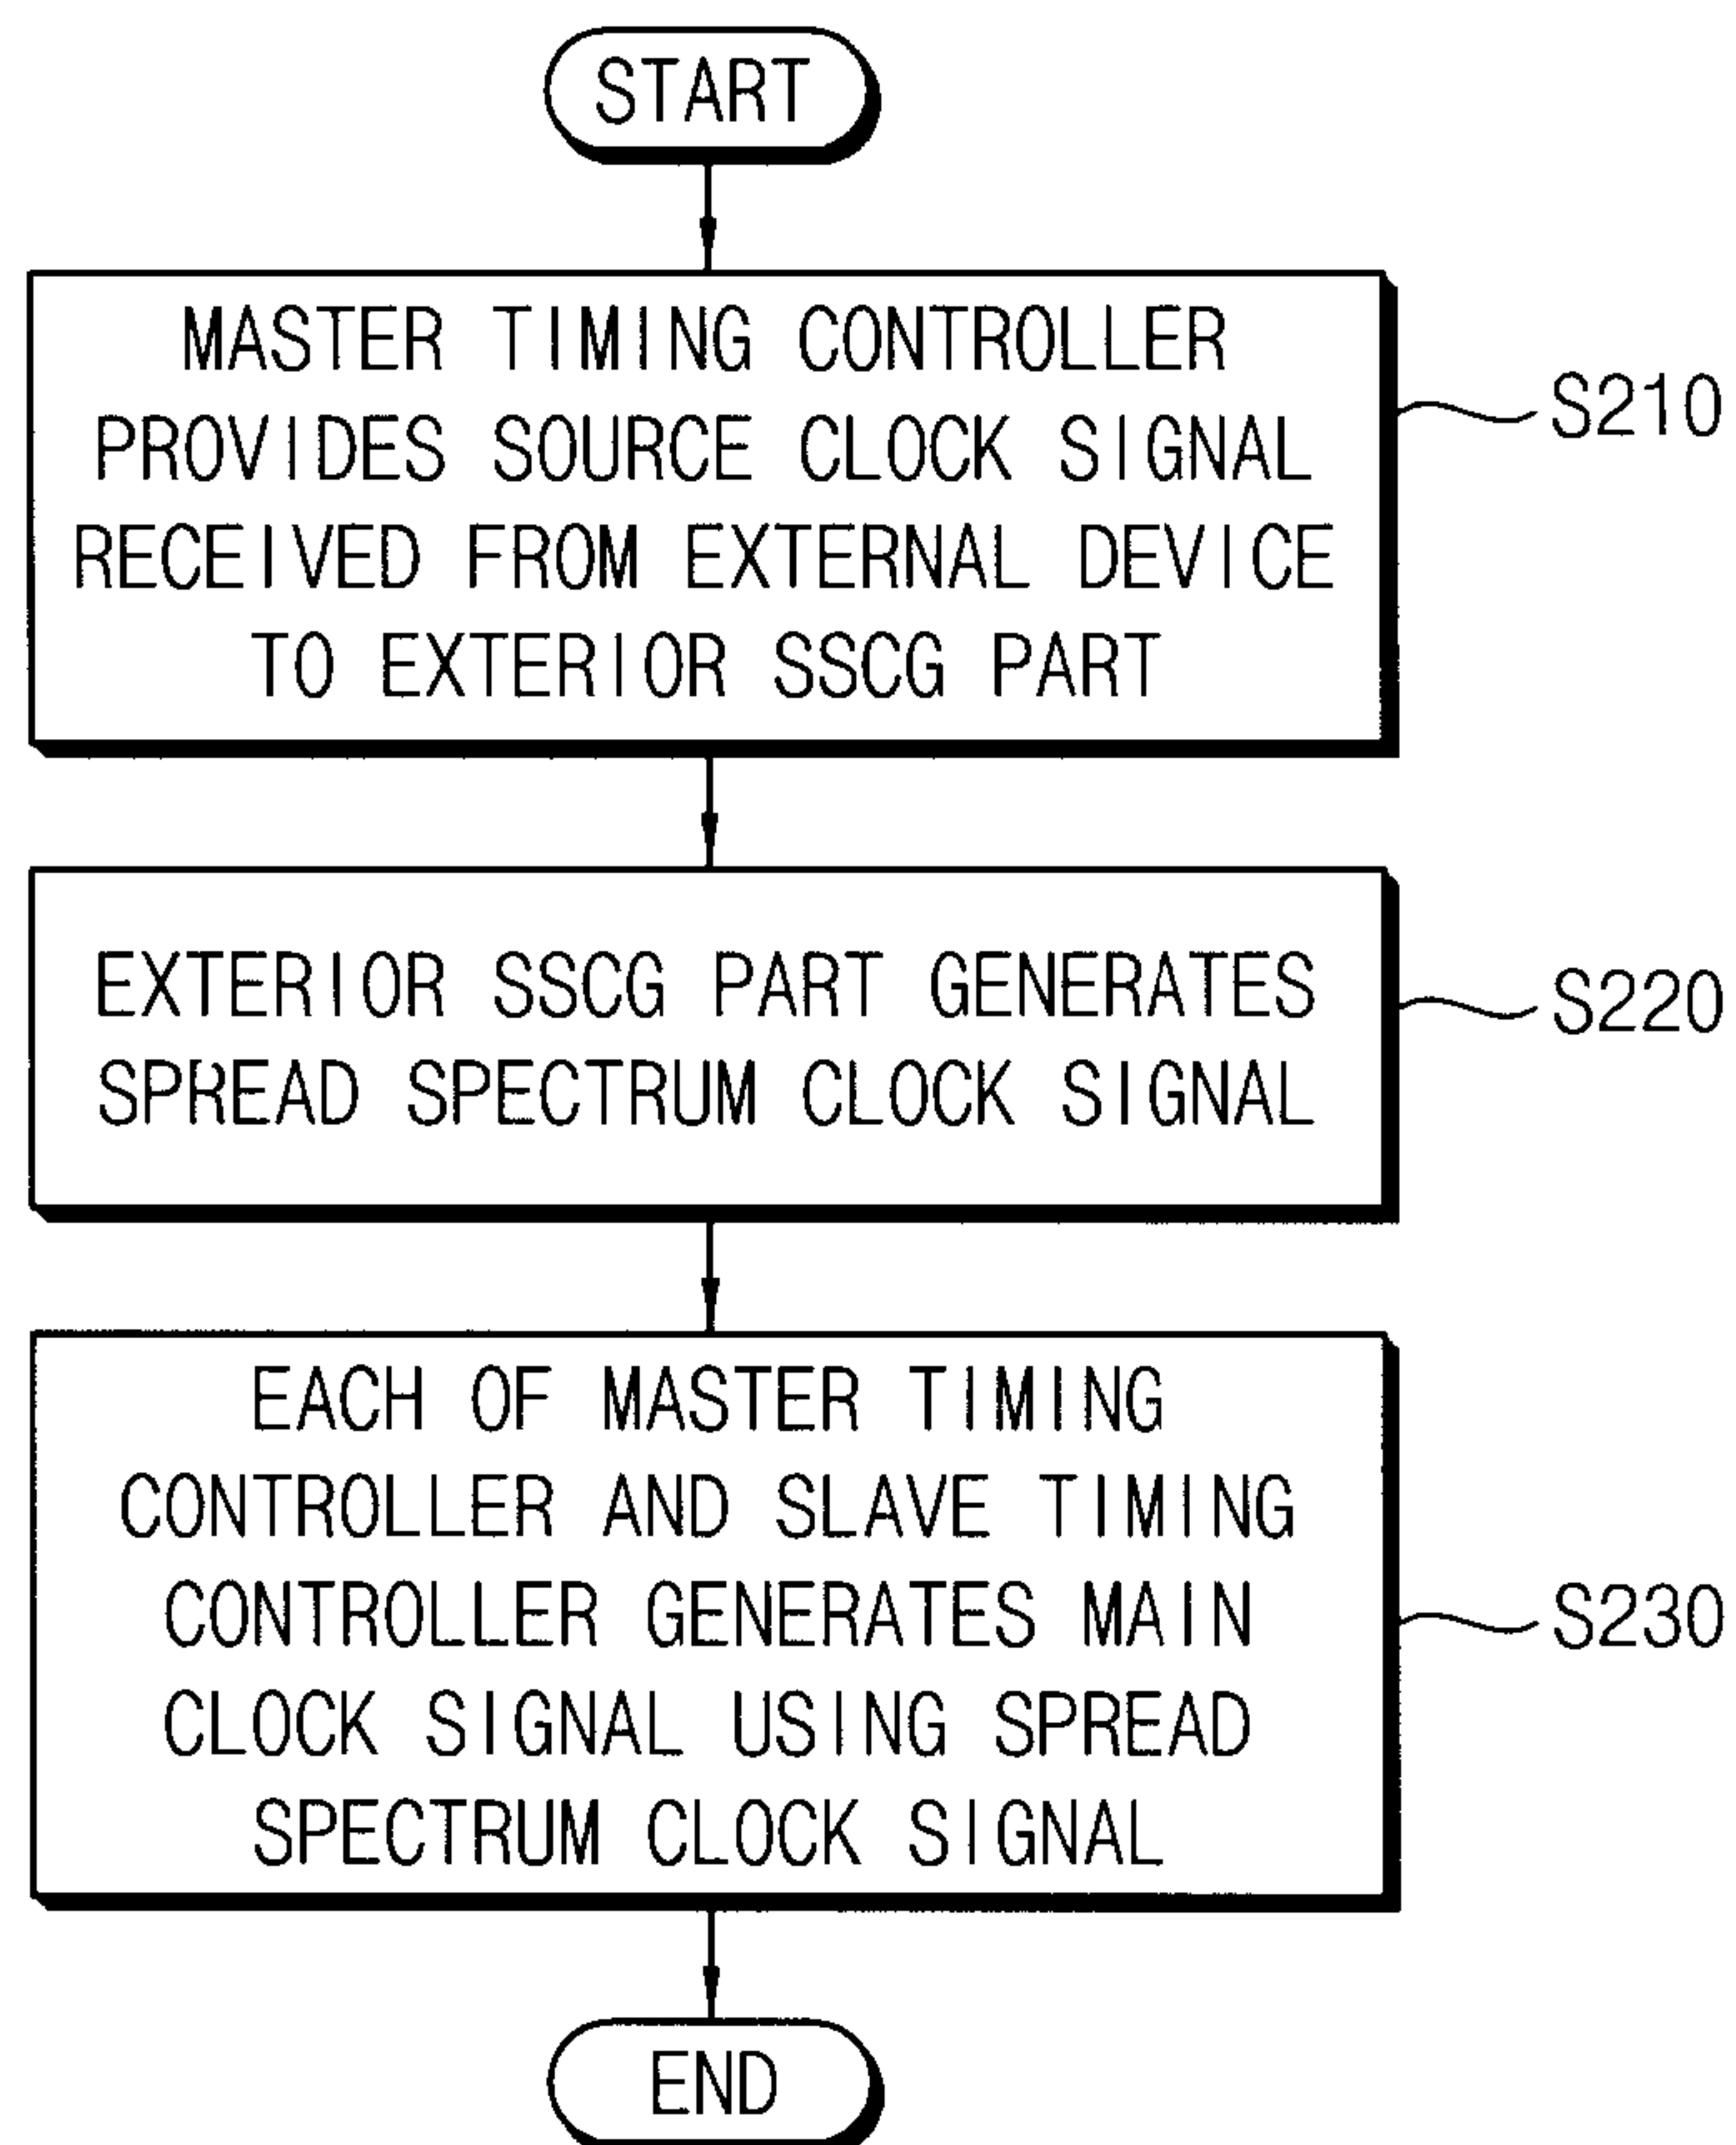 START
MASTER TIMING CONTROLLER
PROVIDES SOURCE CLOCK SIGNAL
RECEIVED FROM EXTERNAL DEVICE
TO EXTERIOR SSCG PART
S210
EXTERIOR SSCG PART GENERATES
SPREAD SPECTRUM CLOCK SIGNAL
S220
EACH OF MASTER TIMING
CONTROLLER AND SLAVE TIMING
CONTROLLER GENERATES MAIN
CLOCK SIGNAL USING SPREAD
SPECTRUM CLOCK SIGNAL
S230
END